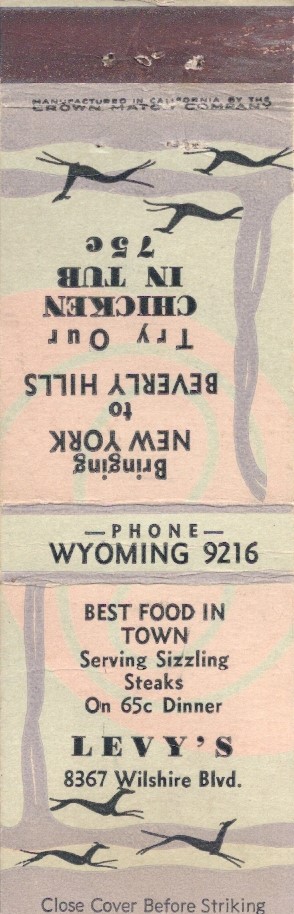 MANUFACTURED IN CALIFORNIA BY THE
CROWN MATCH COMPANY
Bringing
NEW YORK
to
BEVERLY HILLS
Try Our
CHICKEN
IN TUB
75c
—PHONE—
WYOMING 9216
BEST FOOD IN
TOWN
Serving Sizzling
Steaks
On 65c Dinner
LEVY'S
8367 Wilshire Blvd.
Close Cover Before Striking